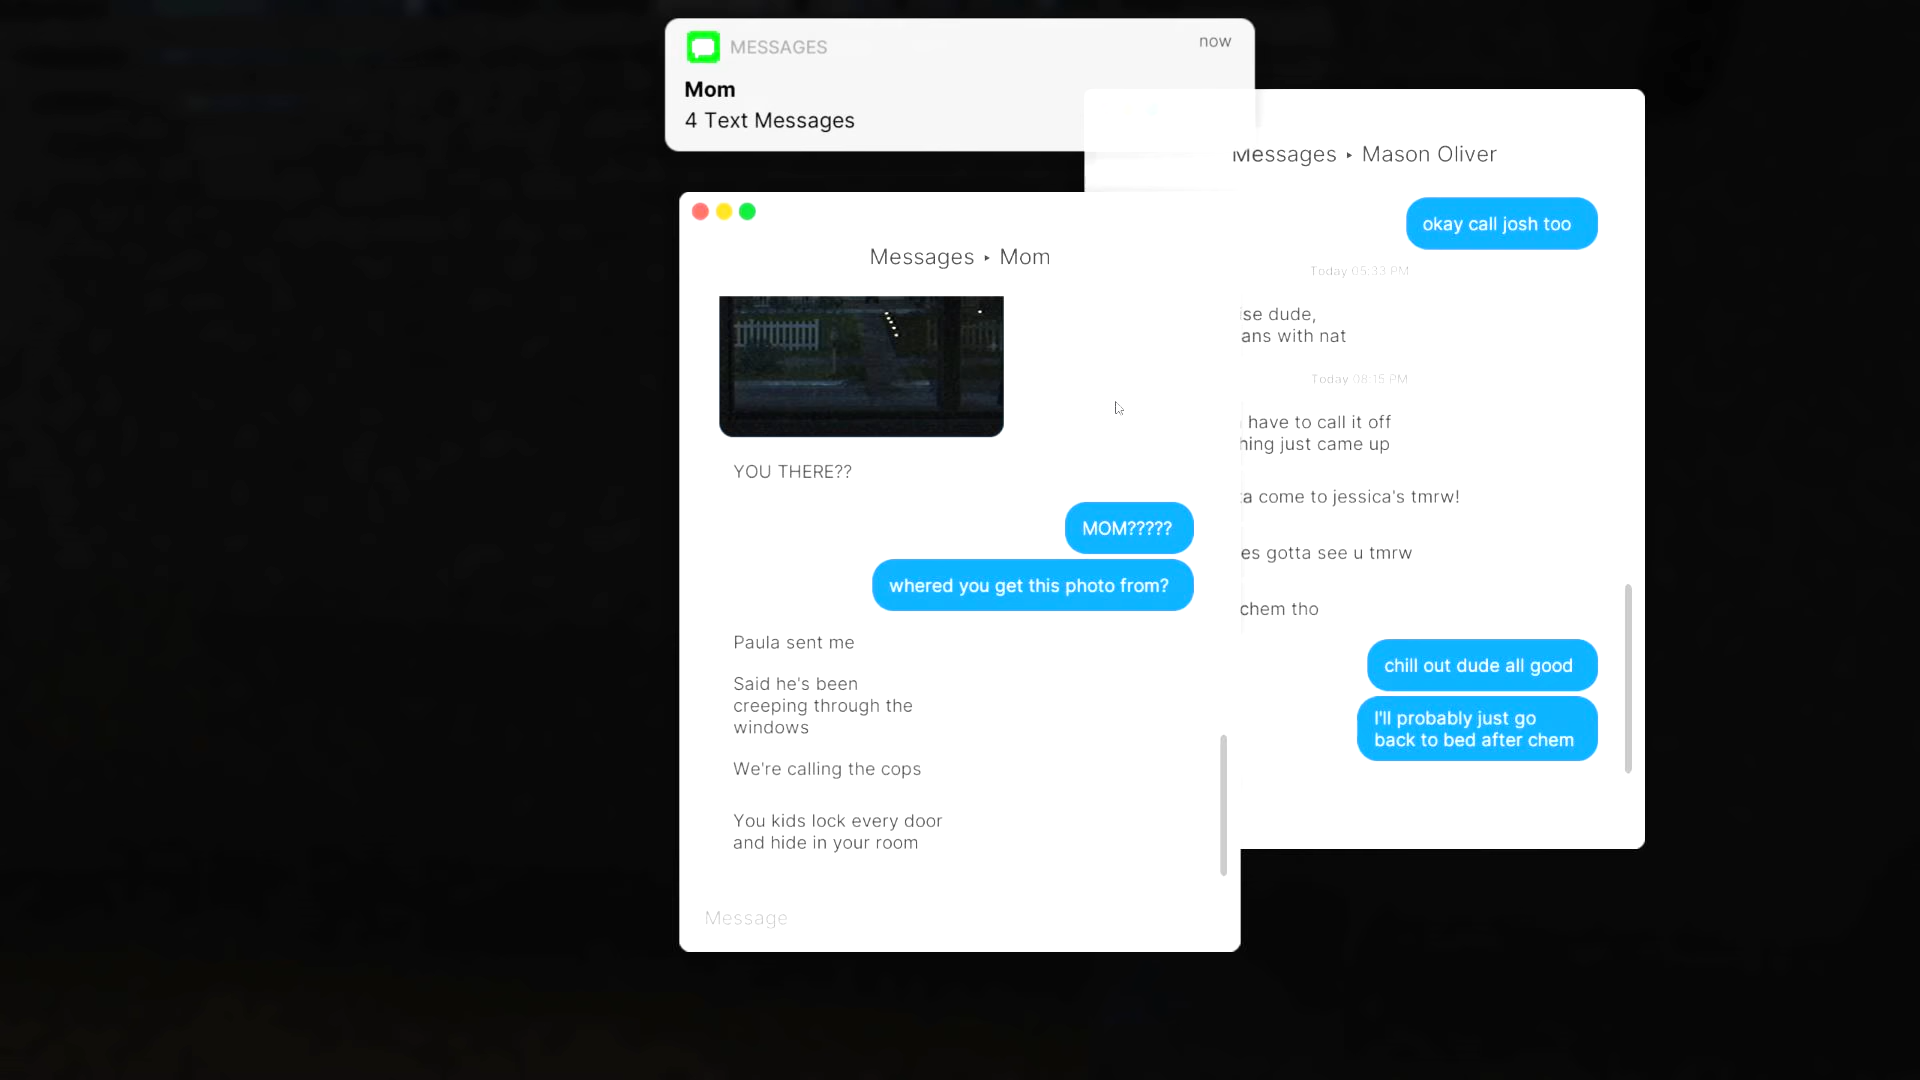 MESSAGES
now
Mom
4 Text Messages
Messages ‣ Mason Oliver
okay call josh too
Today 05:33 PM
dude,
with nat
Today 08:15 PM
have to call it off
just came up
come to jessica's tmrw!
gotta see u tmrw
chem tho
chill out dude all good
I'll probably just go
back to bed after chem
Messages ‣ Mom
YOU THERE??
MOM?????
whered you get this photo from?
Paula sent me
Said he's been
creeping through the
windows
We're calling the cops
You kids lock every door
and hide in your room
Message